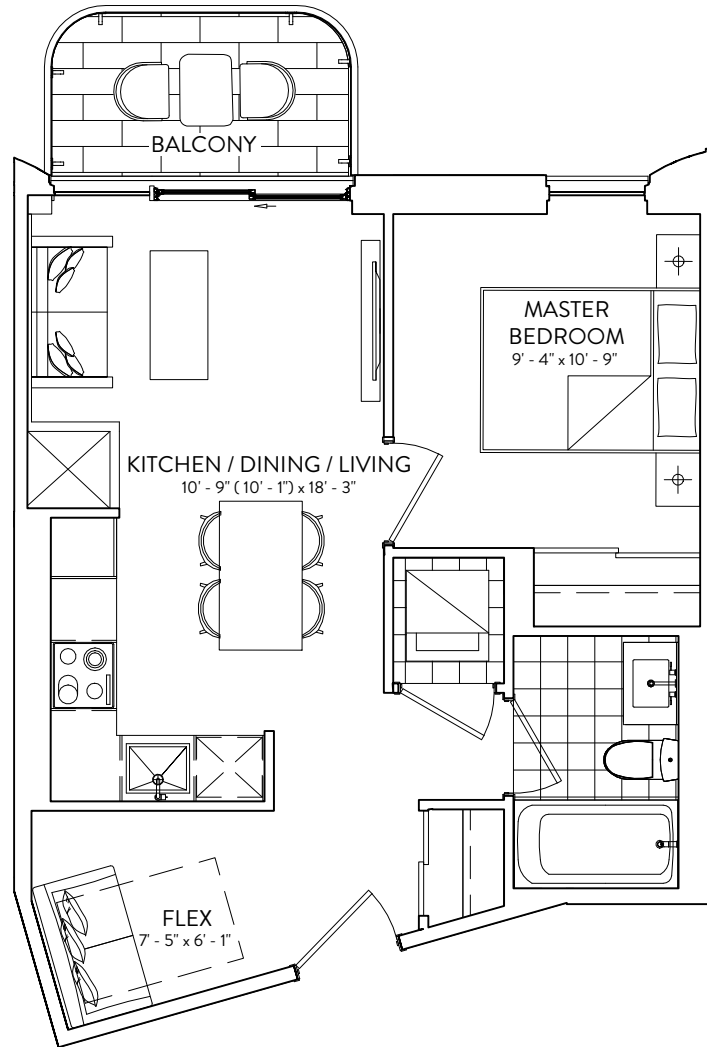 BALCONY
MASTER
BEDROOM
9' - 4" x 10' - 9"
KITCHEN / DINING / LIVING
10' - 9" ( 10' - 1") x 18' - 3"
FLEX
7' - 5" x 6' - 1"